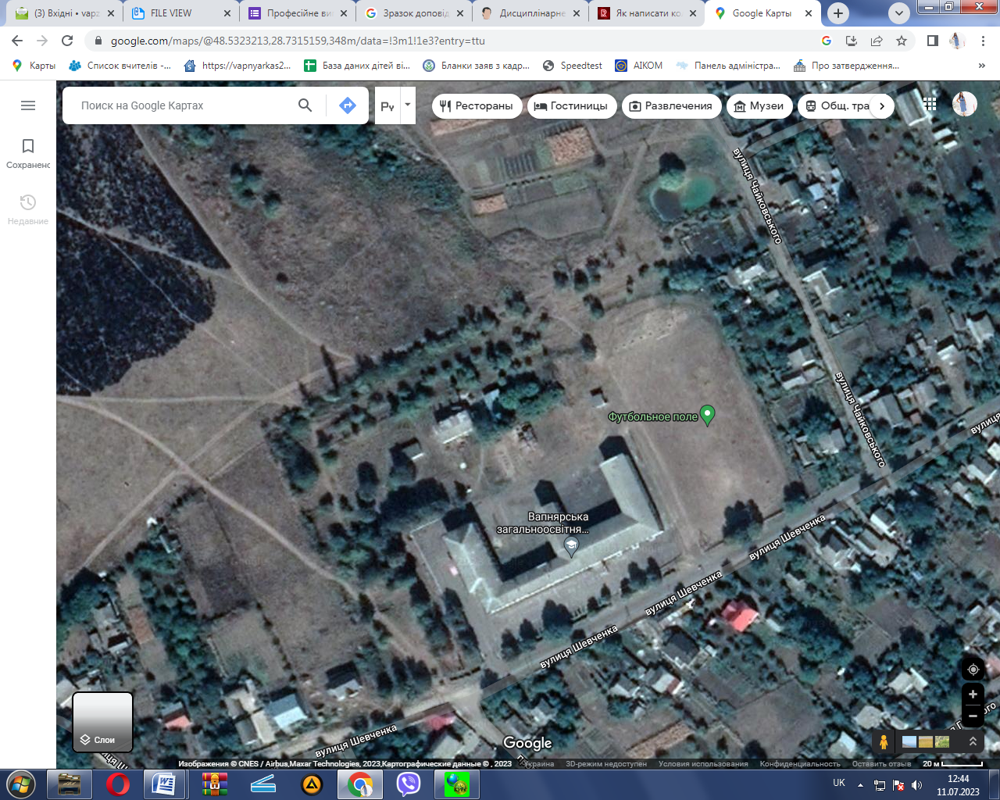 (3) Вхідні • vapz
FILE VIEW
Професійне ви
Зразок доповід
Дисциплінарне
Як написати ко
Google Карты
google.com/maps/@48.5323213,28.7315159,348m/data=!3m1!1e3?entry=ttu
Карты
Список вчителів -...
https://vapnyarkas2...
База даних дітей ві...
Бланки заяв з кадр...
Speedtest
АІКОМ
Панель адміністра...
Про затвердження...
»
Поиск на Google Картах
Ру
Рестораны
Гостиницы
Развлечения
Музеи
Общ. тра
Сохранено
Недавние
вулиця Чайковського
вулиця Чайковського
Футбольное поле
вулиця
Вапнярська
загальноосвітня...
вулиця Шевченка
вулиця Шевченка
вулиця Шевченка
вулиця Шевченка
Слои
Google
Изображения © CNES / Airbus,Maxar Technologies, 2023,Картографические данные © , 2023
Украина
3D-режим недоступен
Условия использования
Конфиденциальность
Оставить отзыв
20 м
UK
12:44
11.07.2023